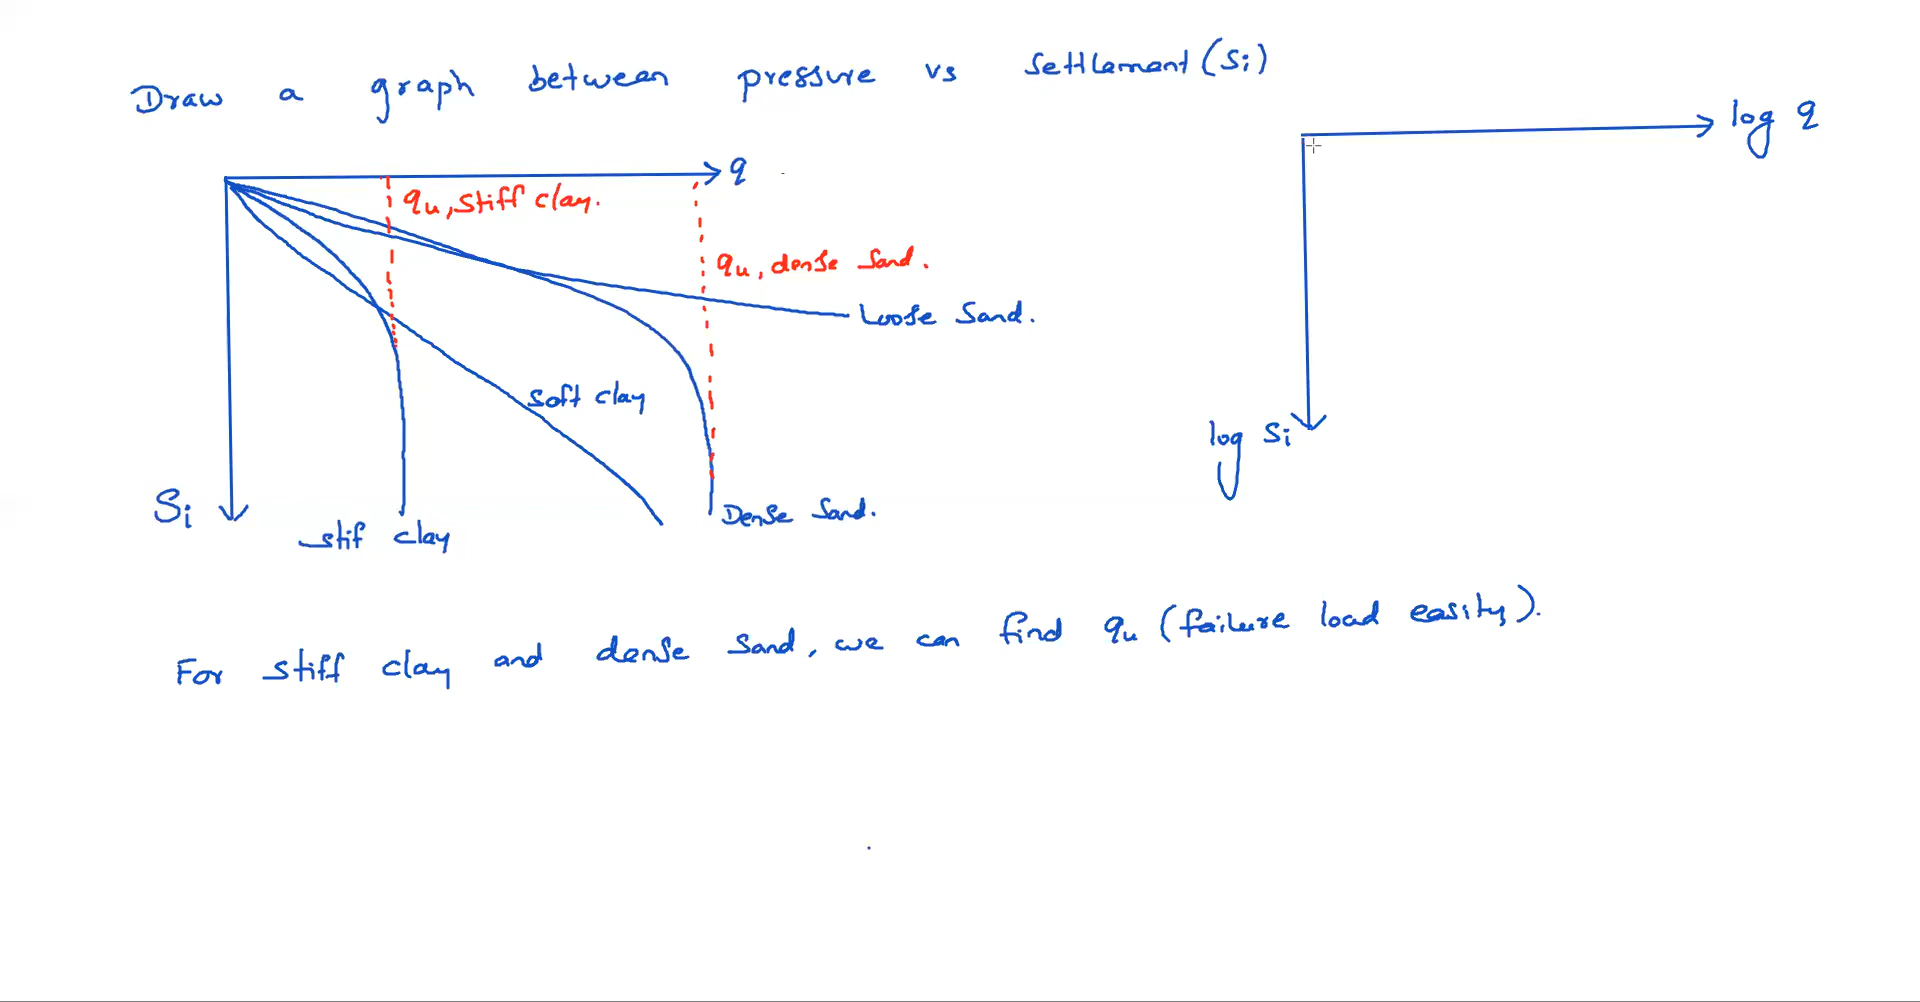 Draw a graph between pressure vs Settlement (Si)
log q
q
qu, stiff clay.
qu, dense sand.
Loose Sand.
soft clay
log Si
Si
Dense Sand.
stif clay
For stiff clay and dense Sand, we can find qu (failure load easity).